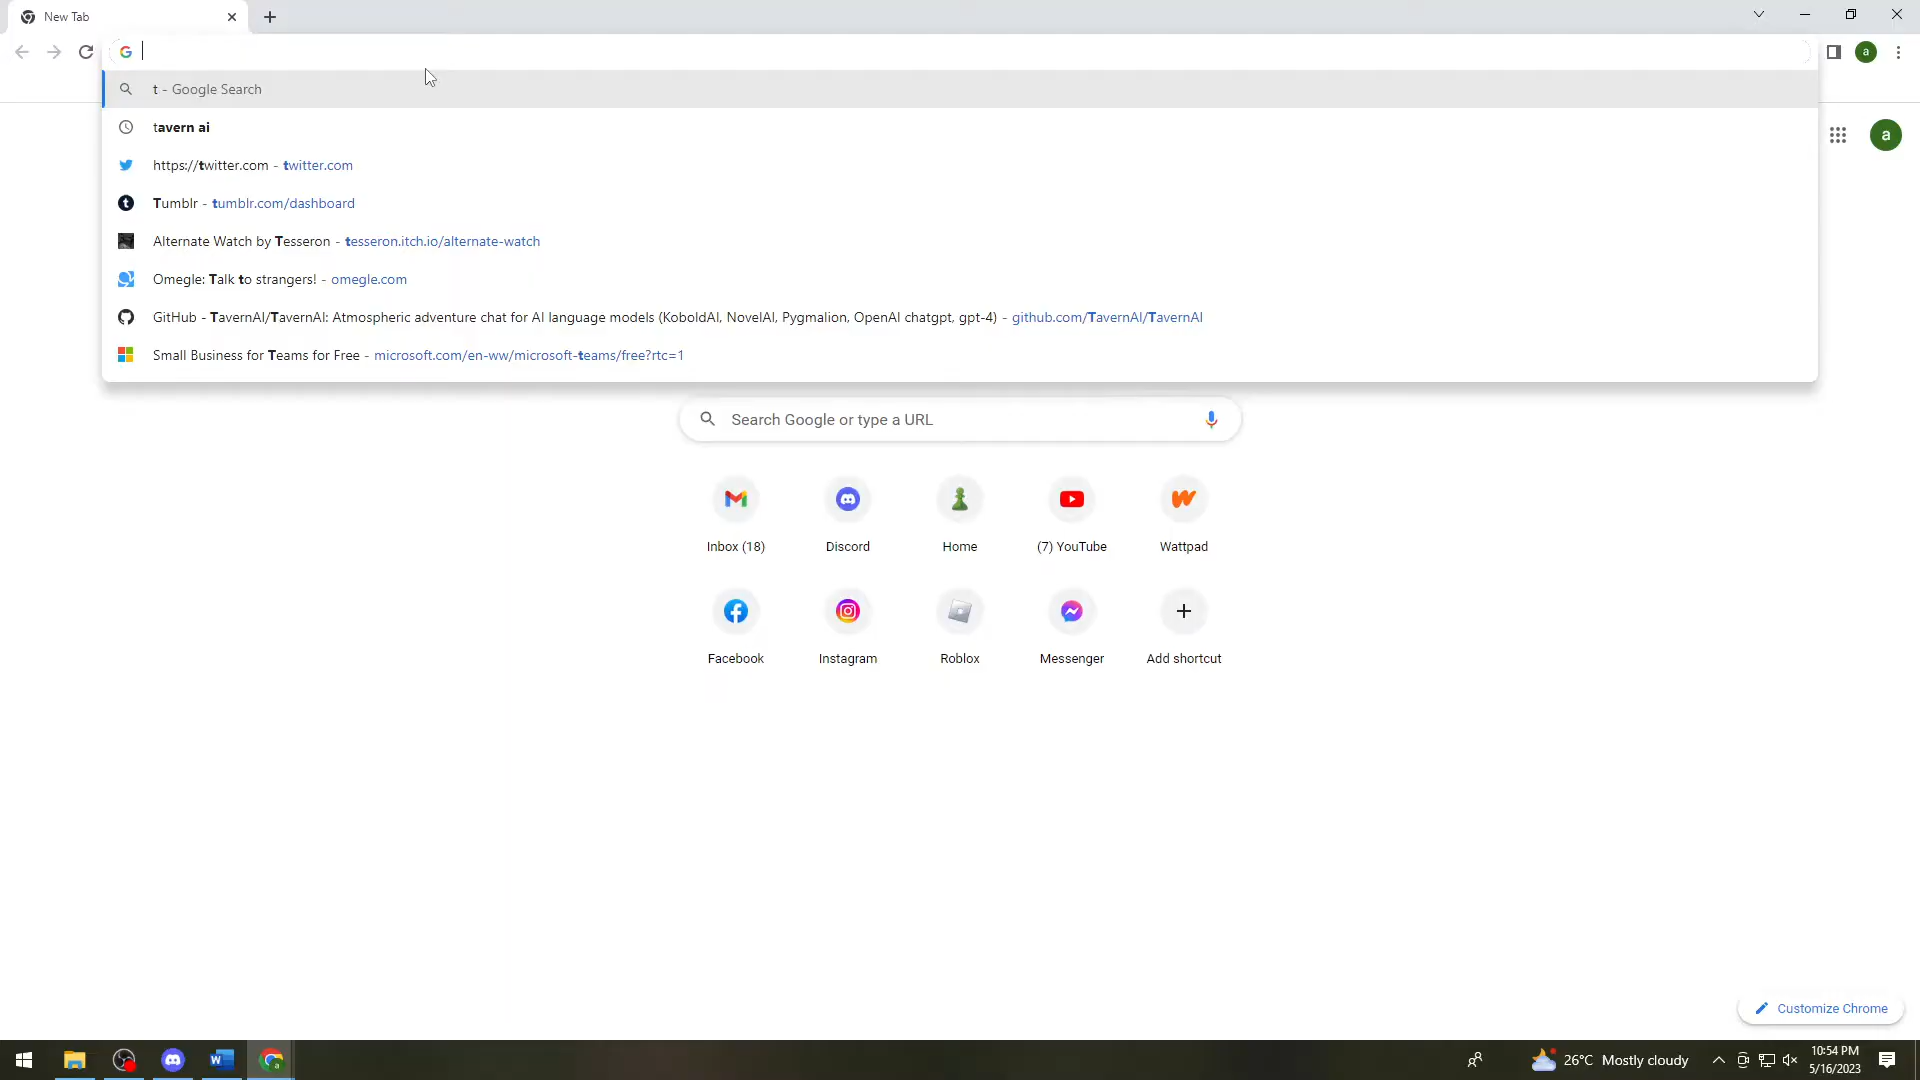 New Tab
a
t - Google Search
tavern ai
https://twitter.com - twitter.com
Tumblr - tumblr.com/dashboard
Alternate Watch by Tesseron - tesseron.itch.io/alternate-watch
Omegle: Talk to strangers! - omegle.com
GitHub - TavernAI/TavernAI: Atmospheric adventure chat for AI language models (KoboldAI, NovelAI, Pygmalion, OpenAI chatgpt, gpt-4) - github.com/TavernAI/TavernAI
Small Business for Teams for Free - microsoft.com/en-ww/microsoft-teams/free?rtc=1
a
Search Google or type a URL
Inbox (18)
Discord
Home
(7) YouTube
Wattpad
Facebook
Instagram
Roblox
Messenger
Add shortcut
Customize Chrome
26°C Mostly cloudy
10:54 PM
5/16/2023